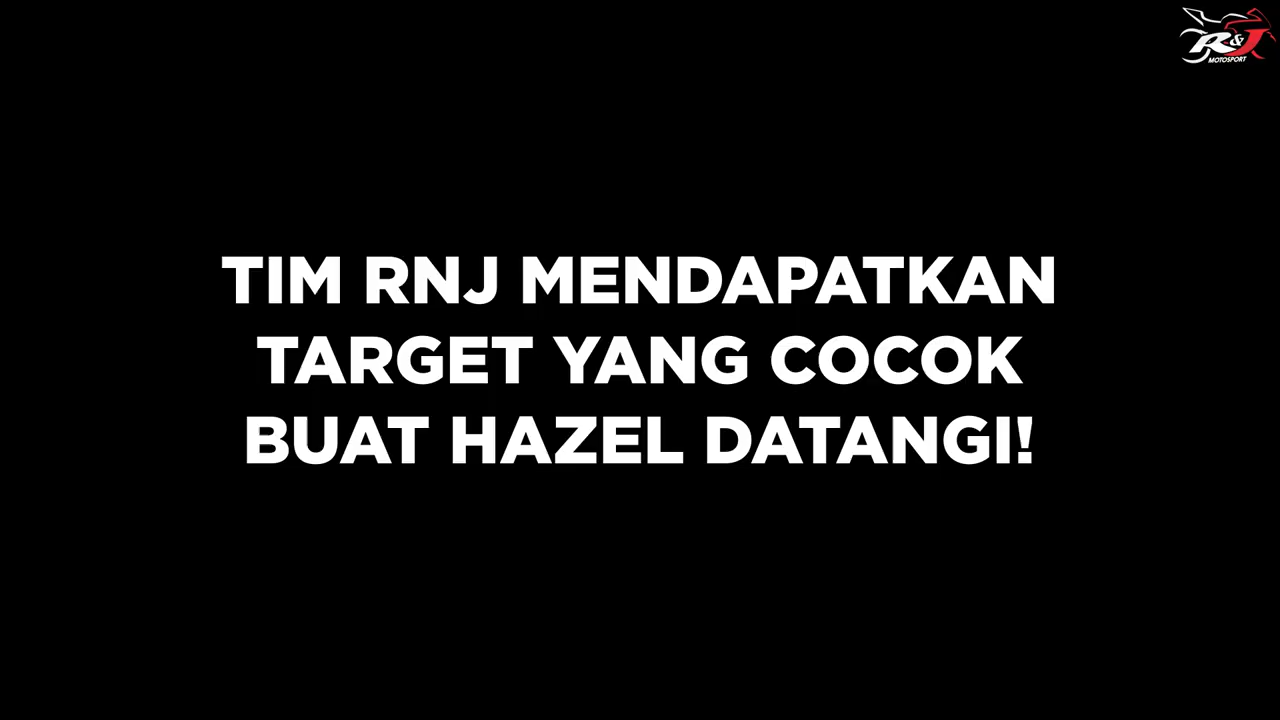 R&J
MOTOSPORT
TIM RNJ MENDAPATKAN
TARGET YANG COCOK
BUAT HAZEL DATANGI!